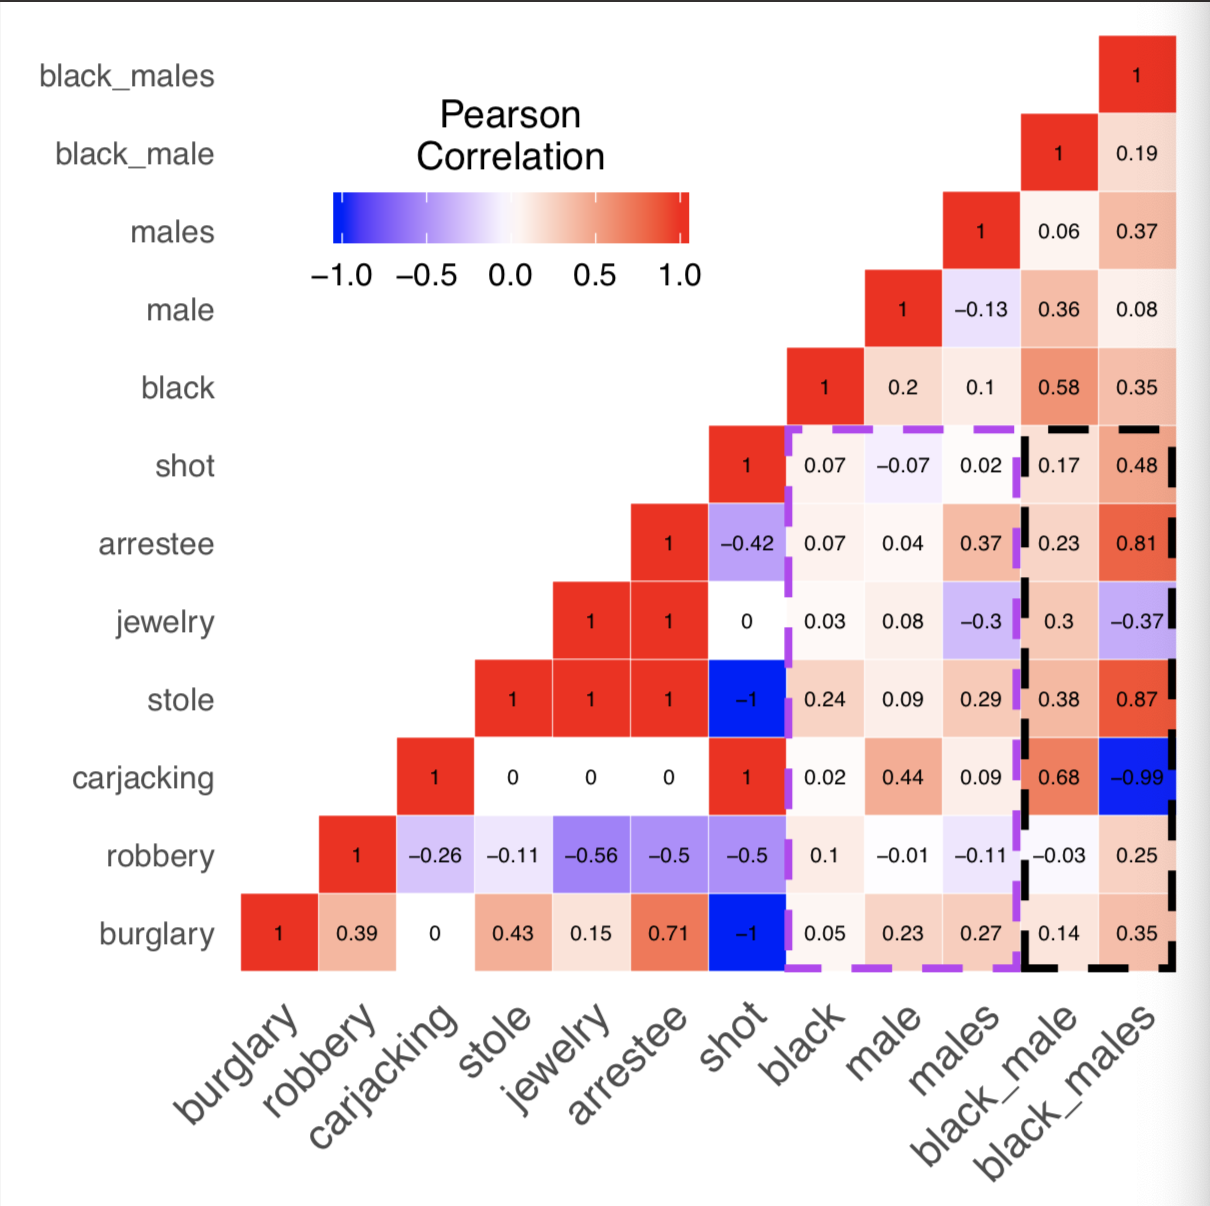 black_males
1
black_male
1
0.19
Pearson
Correlation
−1.0 −0.5 0.0 0.5 1.0
males
1
0.06
0.37
male
1
−0.13
0.36
0.08
black
1
0.2
0.1
0.58
0.35
shot
1
0.07
−0.07
0.02
0.17
0.48
arrestee
1
−0.42
0.07
0.04
0.37
0.23
0.81
jewelry
1
1
0
0.03
0.08
−0.3
0.3
−0.37
stole
1
1
1
−1
0.24
0.09
0.29
0.38
0.87
carjacking
1
0
0
0
1
0.02
0.44
0.09
0.68
−0.99
robbery
1
−0.26
−0.11
−0.56
−0.5
−0.5
0.1
−0.01
−0.11
−0.03
0.25
burglary
1
0.39
0
0.43
0.15
0.71
−1
0.05
0.23
0.27
0.14
0.35
burglary
robbery
carjacking
stole
jewelry
arrestee
shot
black
male
males
black_male
black_males